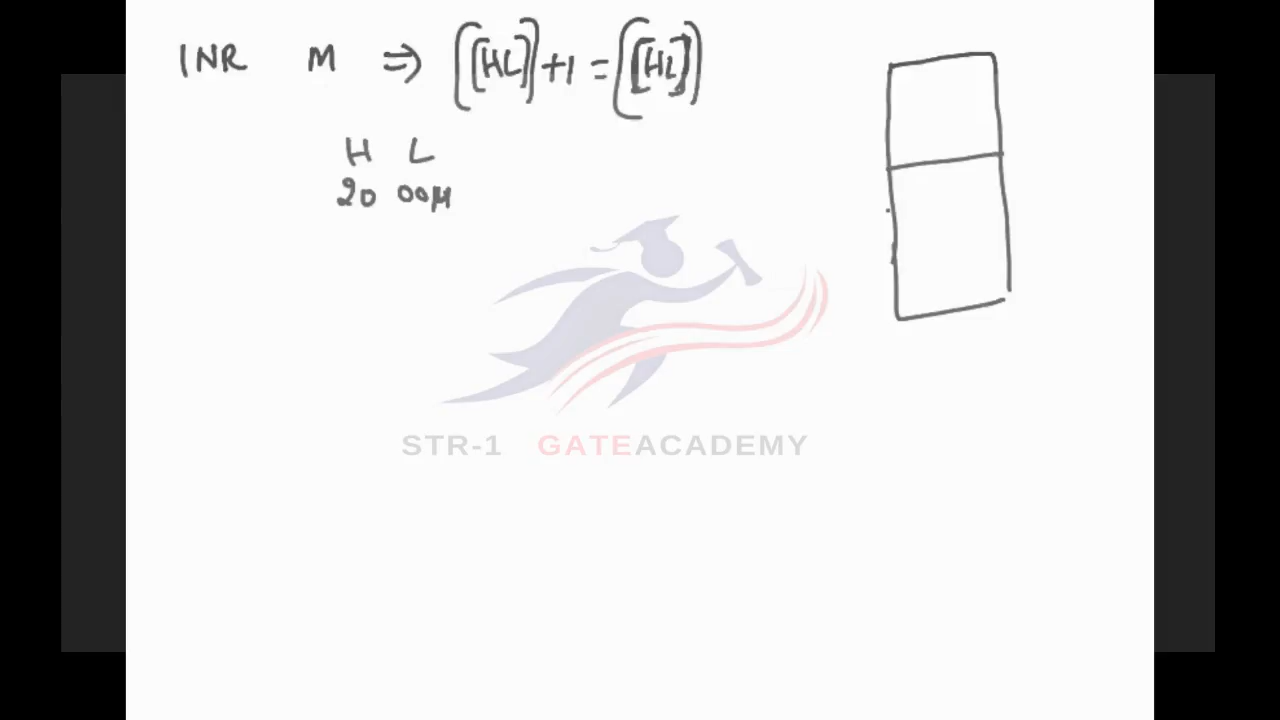 INR M ⇒ ([[HL]]) + 1 = ([[HL]])
H L
20 00H
STR-1 GATEACADEMY